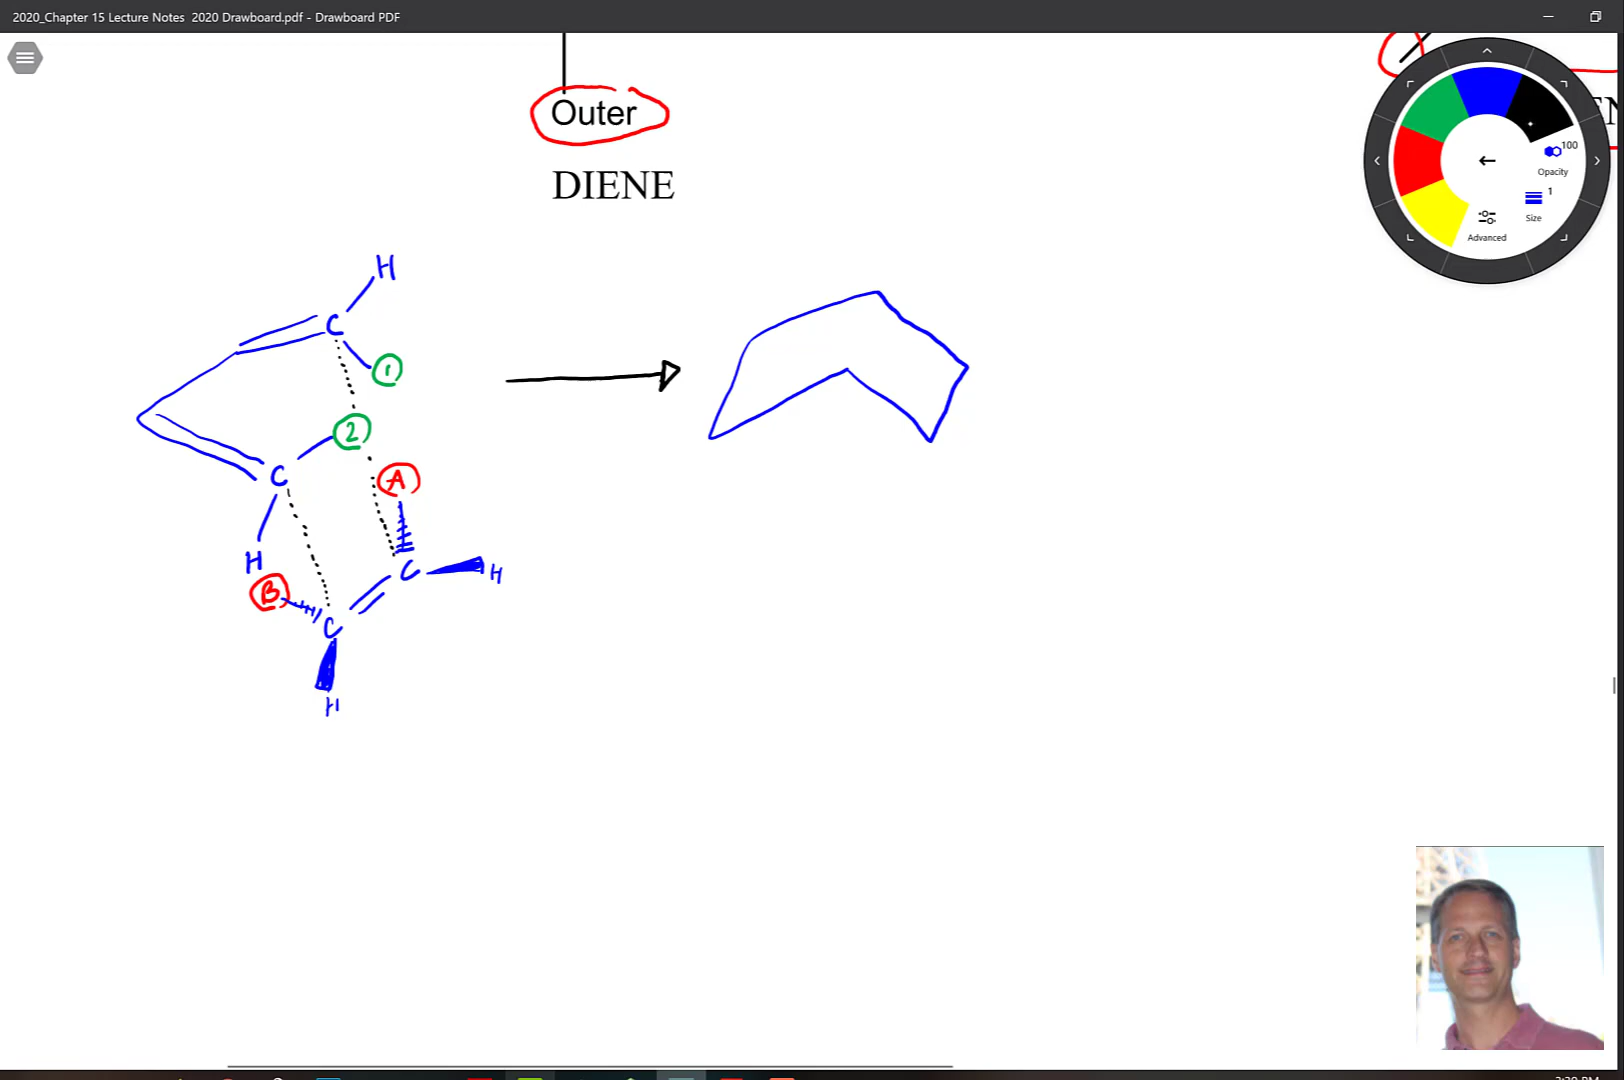 2020_Chapter 15 Lecture Notes 2020 Drawboard.pdf - Drawboard PDF
Outer
DIENE
100
Opacity
1
Size
Advanced
H
C
1
2
C
A
H
B
C
H
C
H